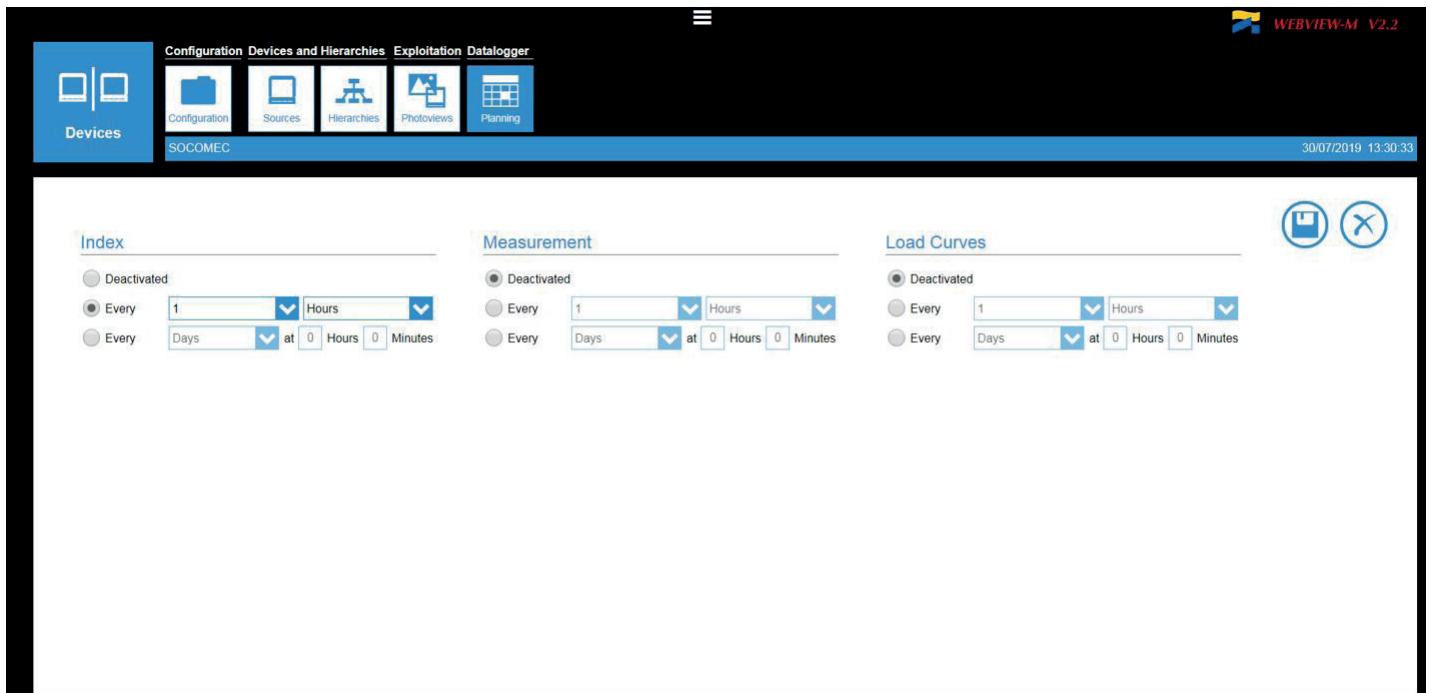 WEBVIEW-M V2.2
Configuration Devices and Hierarchies Exploitation Datalogger
Devices
Configuration Sources Hierarchies Photoviews Planning
SOCOMEC 30/07/2019 13:30:33
Index Measurement Load Curves
Deactivated Deactivated Deactivated
Every 1 Hours Every 1 Hours Every 1 Hours
Every Days at 0 Hours 0 Minutes Every Days at 0 Hours 0 Minutes Every Days at 0 Hours 0 Minutes